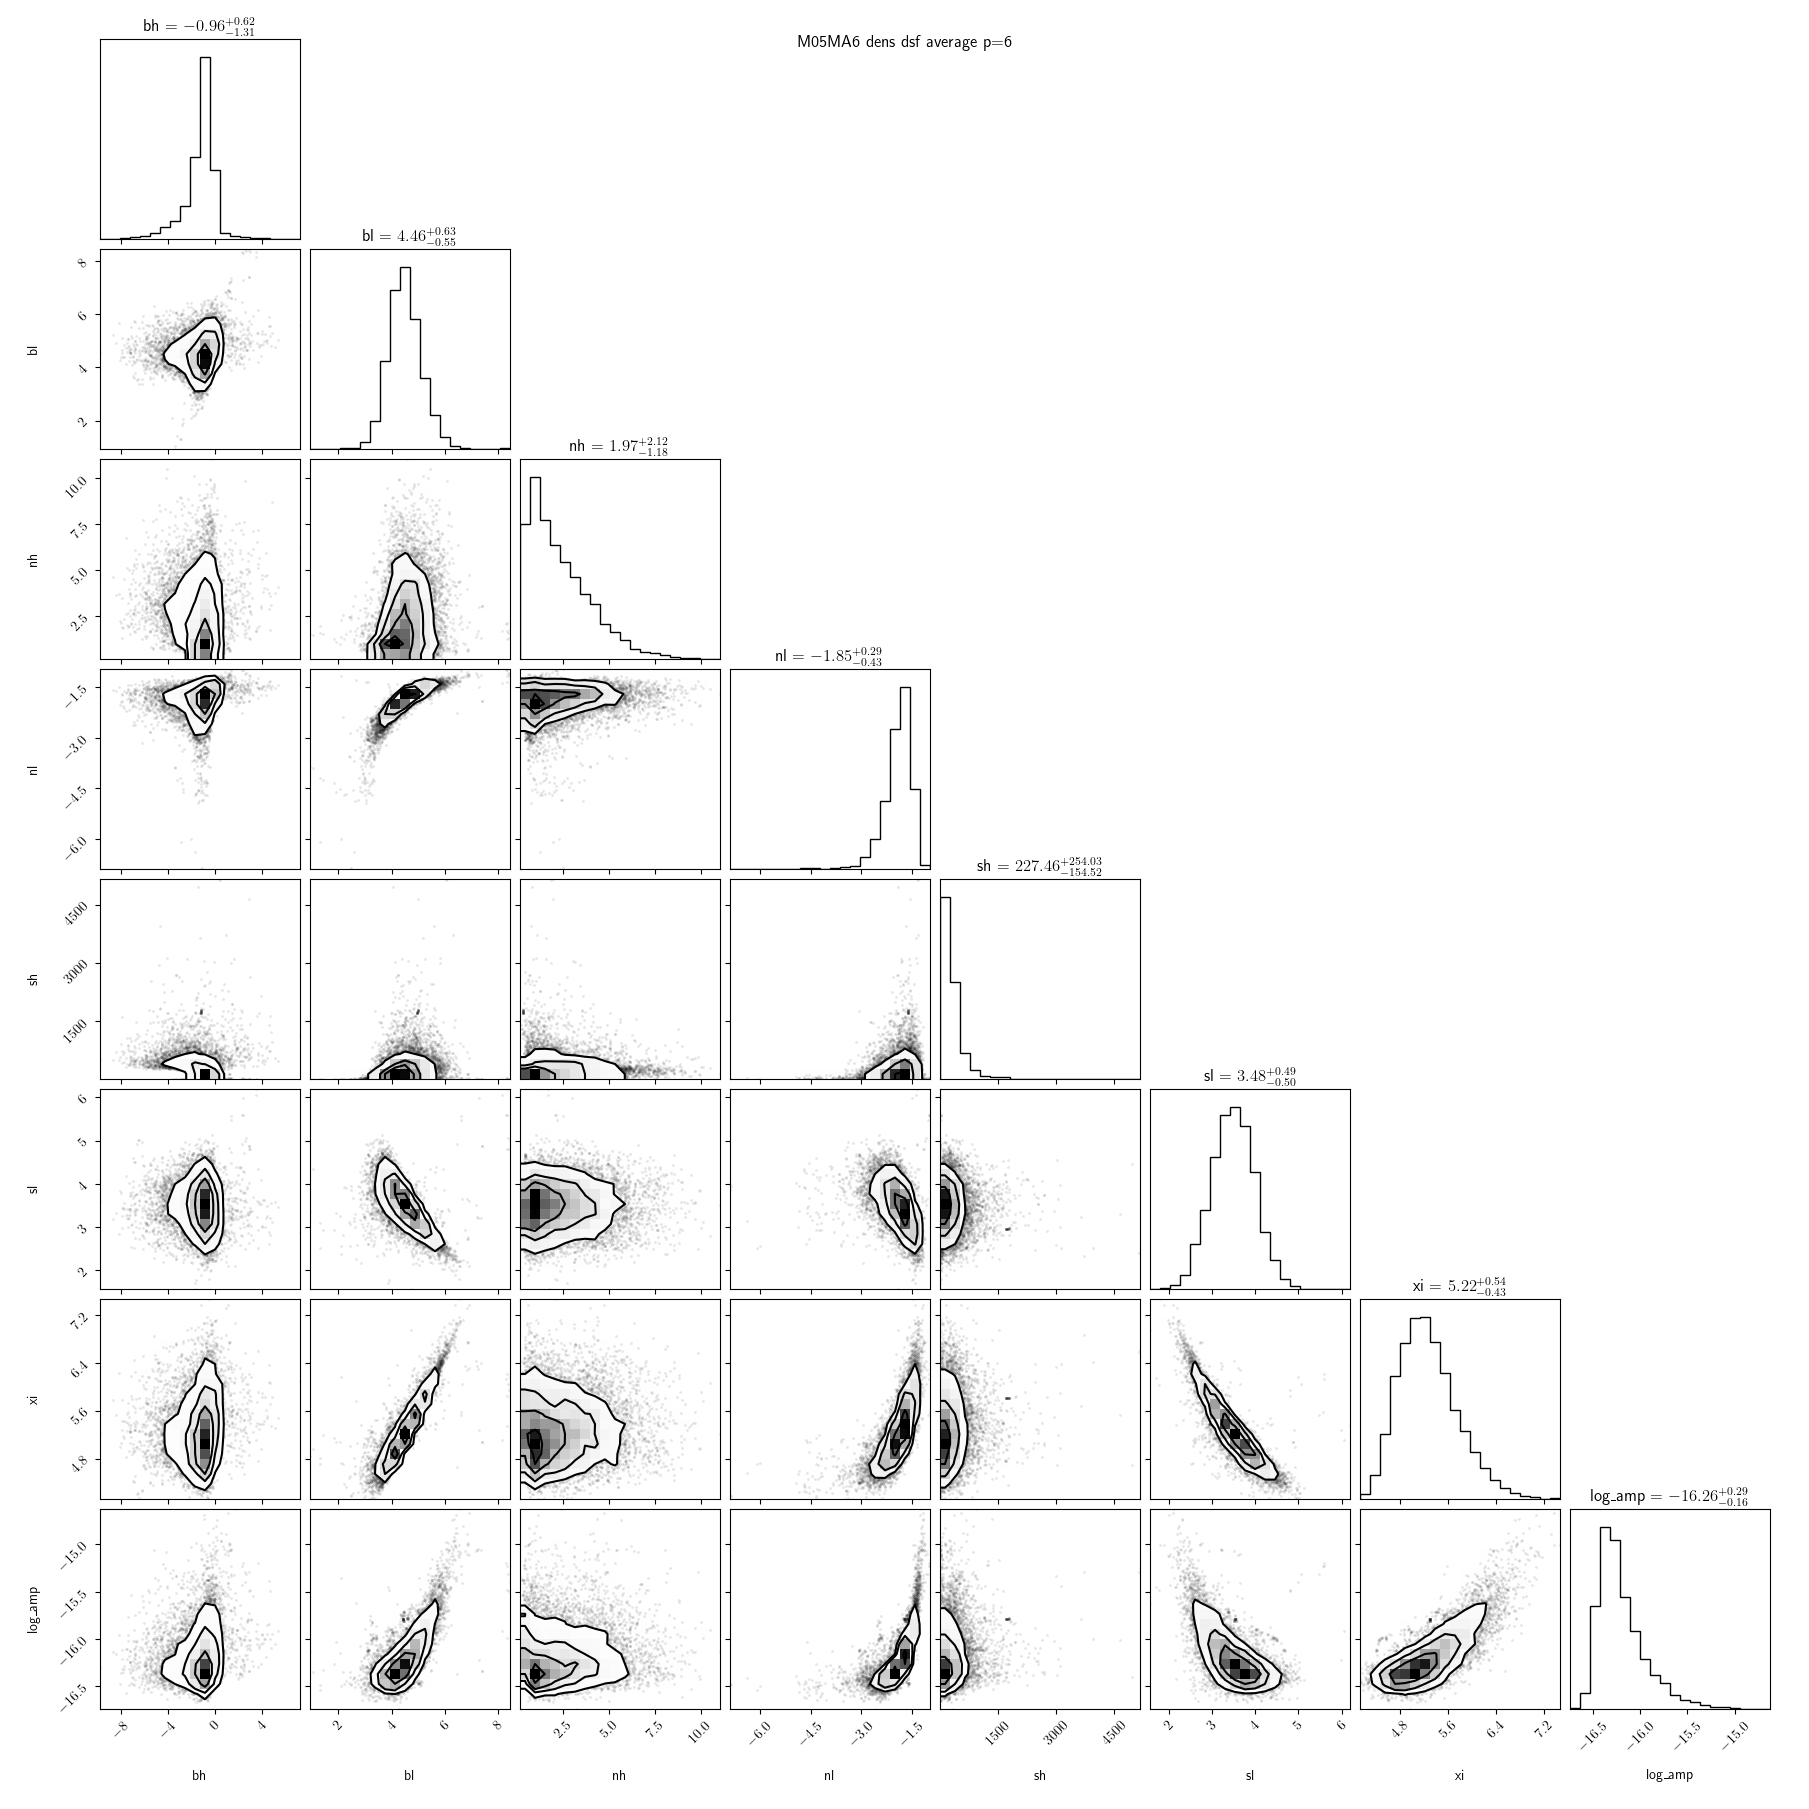 bh = −0.96 +0.62 −1.31
M05MA6 dens dsf average p=6
bl = 4.46 +0.63 −0.55
8
6
bl
4
2
nh = 1.97 +2.12 −1.18
10.0
7.5
nh
5.0
2.5
nl = −1.85 +0.29 −0.43
−1.5
−3.0
nl
−4.5
−6.0
sh = 227.46 +254.03 −154.52
4500
3000
sh
1500
sl = 3.48 +0.49 −0.50
6
5
sl
4
3
2
xi = 5.22 +0.54 −0.43
7.2
6.4
xi
5.6
4.8
log_amp = −16.26 +0.29 −0.16
−15.0
−15.5
log_amp
−16.0
−16.5
−8 −4 0 4 2 4 6 8 2.5 5.0 7.5 10.0 −6.0 −4.5 −3.0 −1.5 1500 3000 4500 2 3 4 5 6 4.8 5.6 6.4 7.2 −16.5 −16.0 −15.5 −15.0
bh bl nh nl sh sl xi log_amp